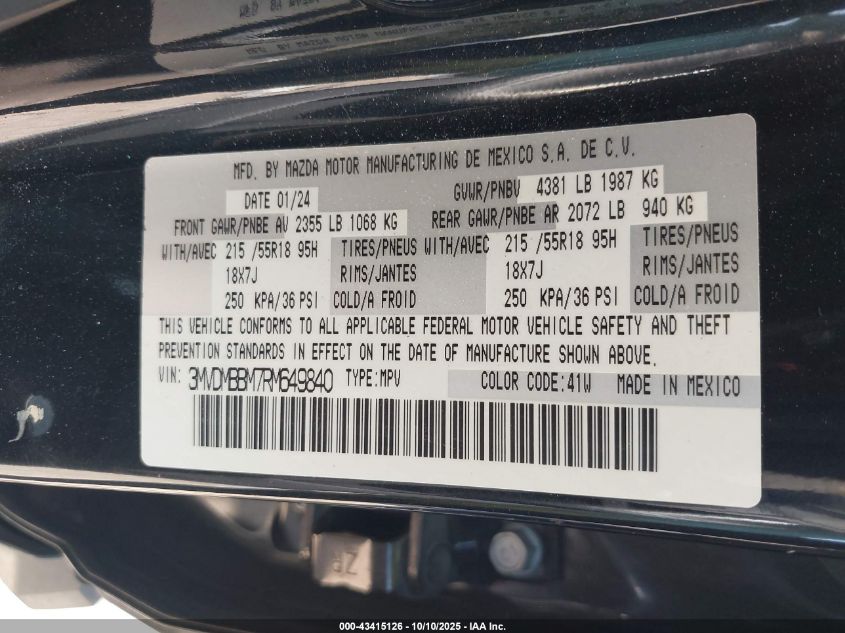 MFD. BY MAZDA MOTOR MANUFACTURING DE MEXICO S.A. DE C.V.
DATE 01/24 GVWR/PNBV 4381 LB 1987 KG
FRONT GAWR/PNBE AV 2355 LB 1068 KG REAR GAWR/PNBE AR 2072 LB 940 KG
WITH/AVEC 215 /55R18 95H TIRES/PNEUS WITH/AVEC 215 /55R18 95H TIRES/PNEUS
18X7J RIMS/JANTES 18X7J RIMS/JANTES
250 KPA/36 PSI COLD/A FROID 250 KPA/36 PSI COLD/A FROID
THIS VEHICLE CONFORMS TO ALL APPLICABLE FEDERAL MOTOR VEHICLE SAFETY AND THEFT
PREVENTION STANDARDS IN EFFECT ON THE DATE OF MANUFACTURE SHOWN ABOVE.
VIN: 3MVDMBBM7RM649840 TYPE:MPV COLOR CODE:41W MADE IN MEXICO
000-43415126 - 10/10/2025 - IAA Inc.